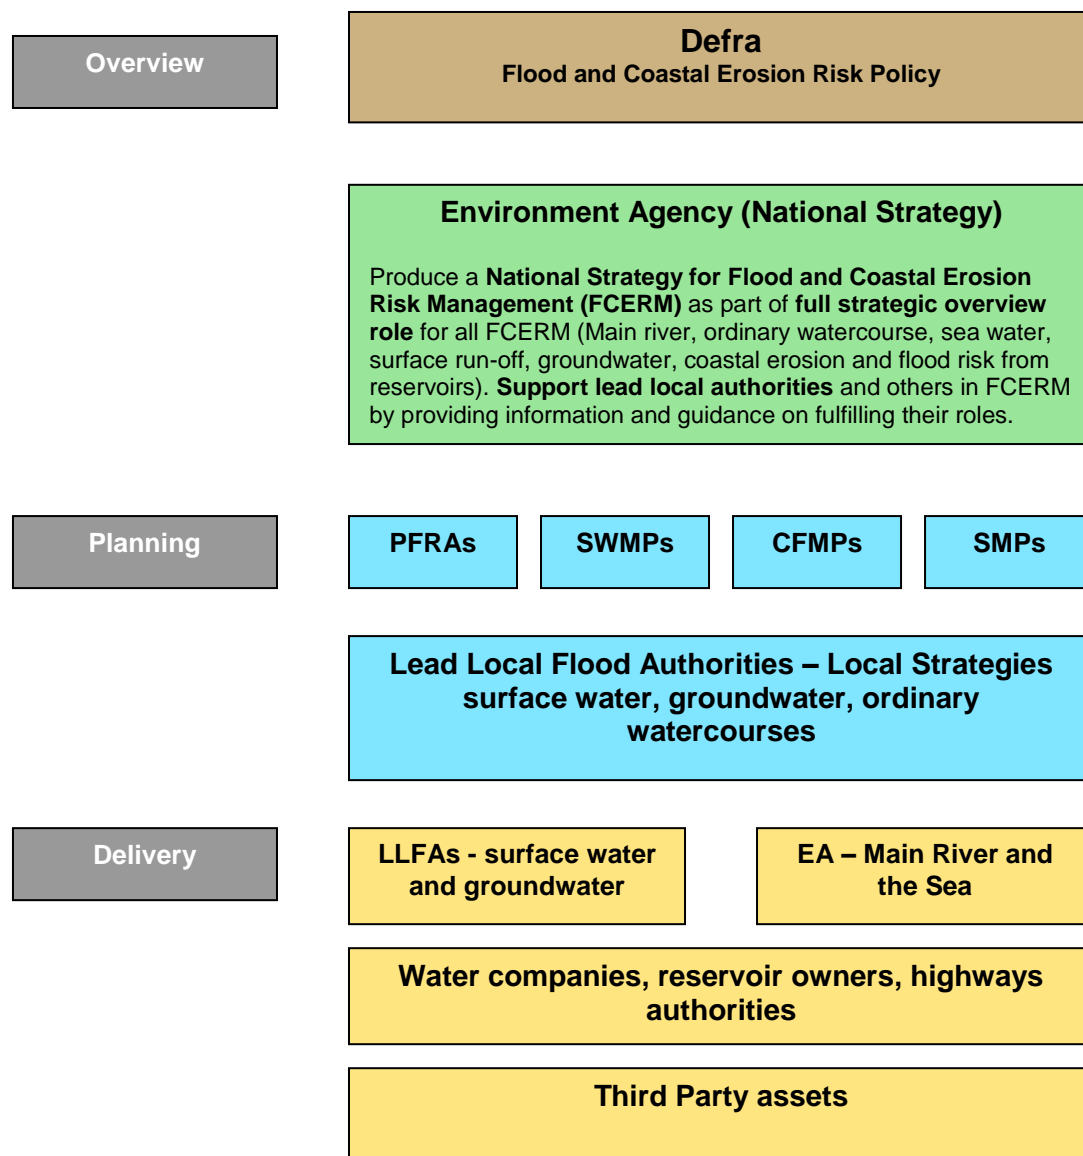 Overview
Defra
Flood and Coastal Erosion Risk Policy
Environment Agency (National Strategy)
Produce a National Strategy for Flood and Coastal Erosion
Risk Management (FCERM) as part of full strategic overview
role for all FCERM (Main river, ordinary watercourse, sea water,
surface run-off, groundwater, coastal erosion and flood risk from
reservoirs). Support lead local authorities and others in FCERM
by providing information and guidance on fulfilling their roles.
Planning
PFRAs
SWMPs
CFMPs
SMPs
Lead Local Flood Authorities – Local Strategies
surface water, groundwater, ordinary
watercourses
Delivery
LLFAs - surface water
and groundwater
EA – Main River and
the Sea
Water companies, reservoir owners, highways
authorities
Third Party assets